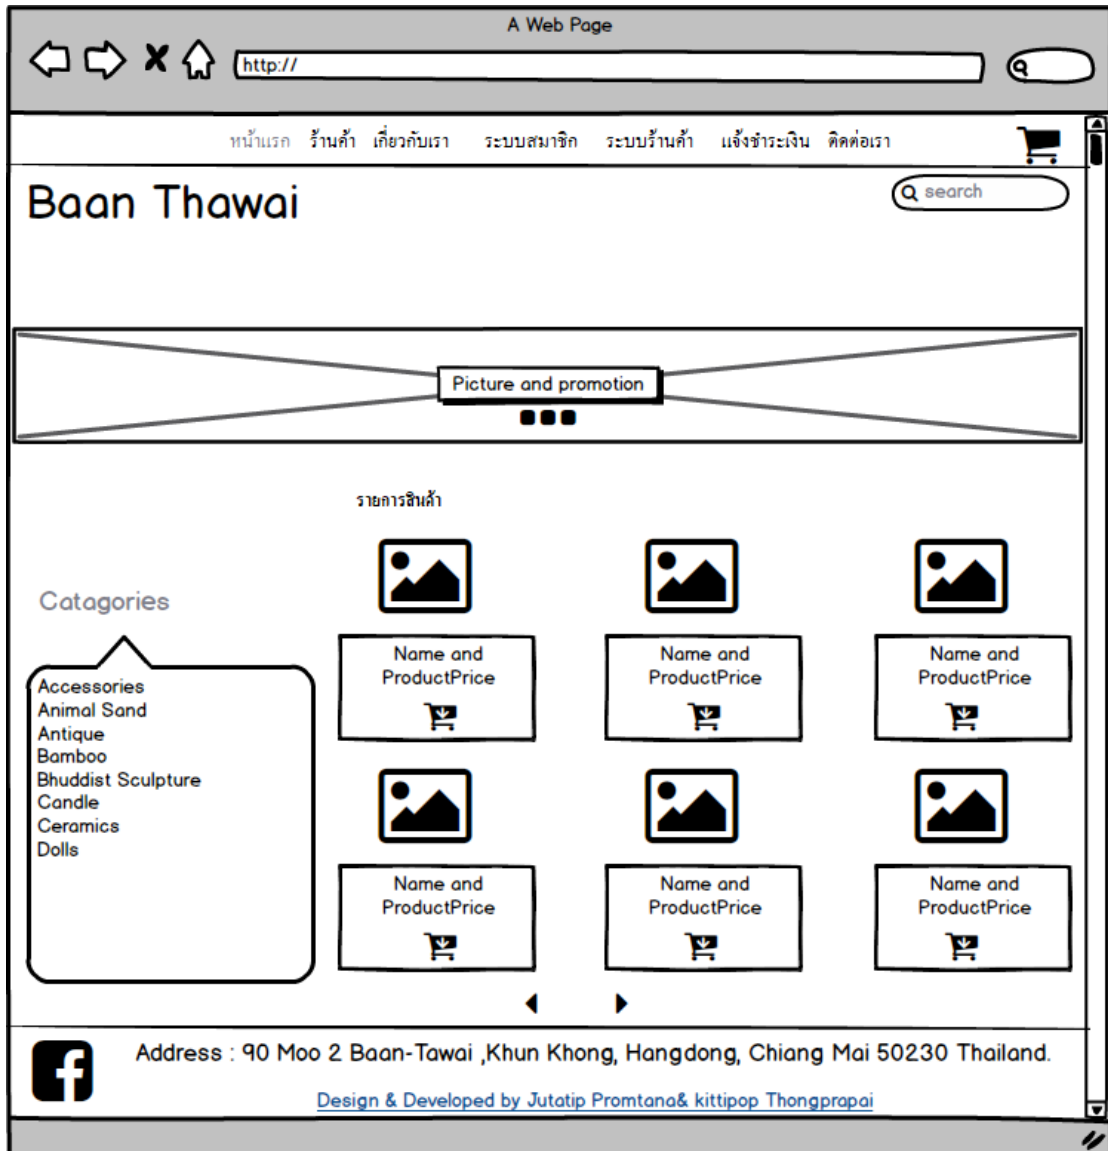 A Web Page
http://
หน้าแรก ร้านค้า เกี่ยวกับเรา ระบบสมาชิก ระบบร้านค้า แจ้งชำระเงิน ติดต่อเรา
Baan Thawai
search
Picture and promotion
รายการสินค้า
Catagories
Accessories
Animal Sand
Antique
Bamboo
Bhuddist Sculpture
Candle
Ceramics
Dolls
Name and
ProductPrice
Name and
ProductPrice
Name and
ProductPrice
Name and
ProductPrice
Name and
ProductPrice
Name and
ProductPrice
Address : 90 Moo 2 Baan-Tawai ,Khun Khong, Hangdong, Chiang Mai 50230 Thailand.
Design & Developed by Jutatip Promtana& kittipop Thongprapai